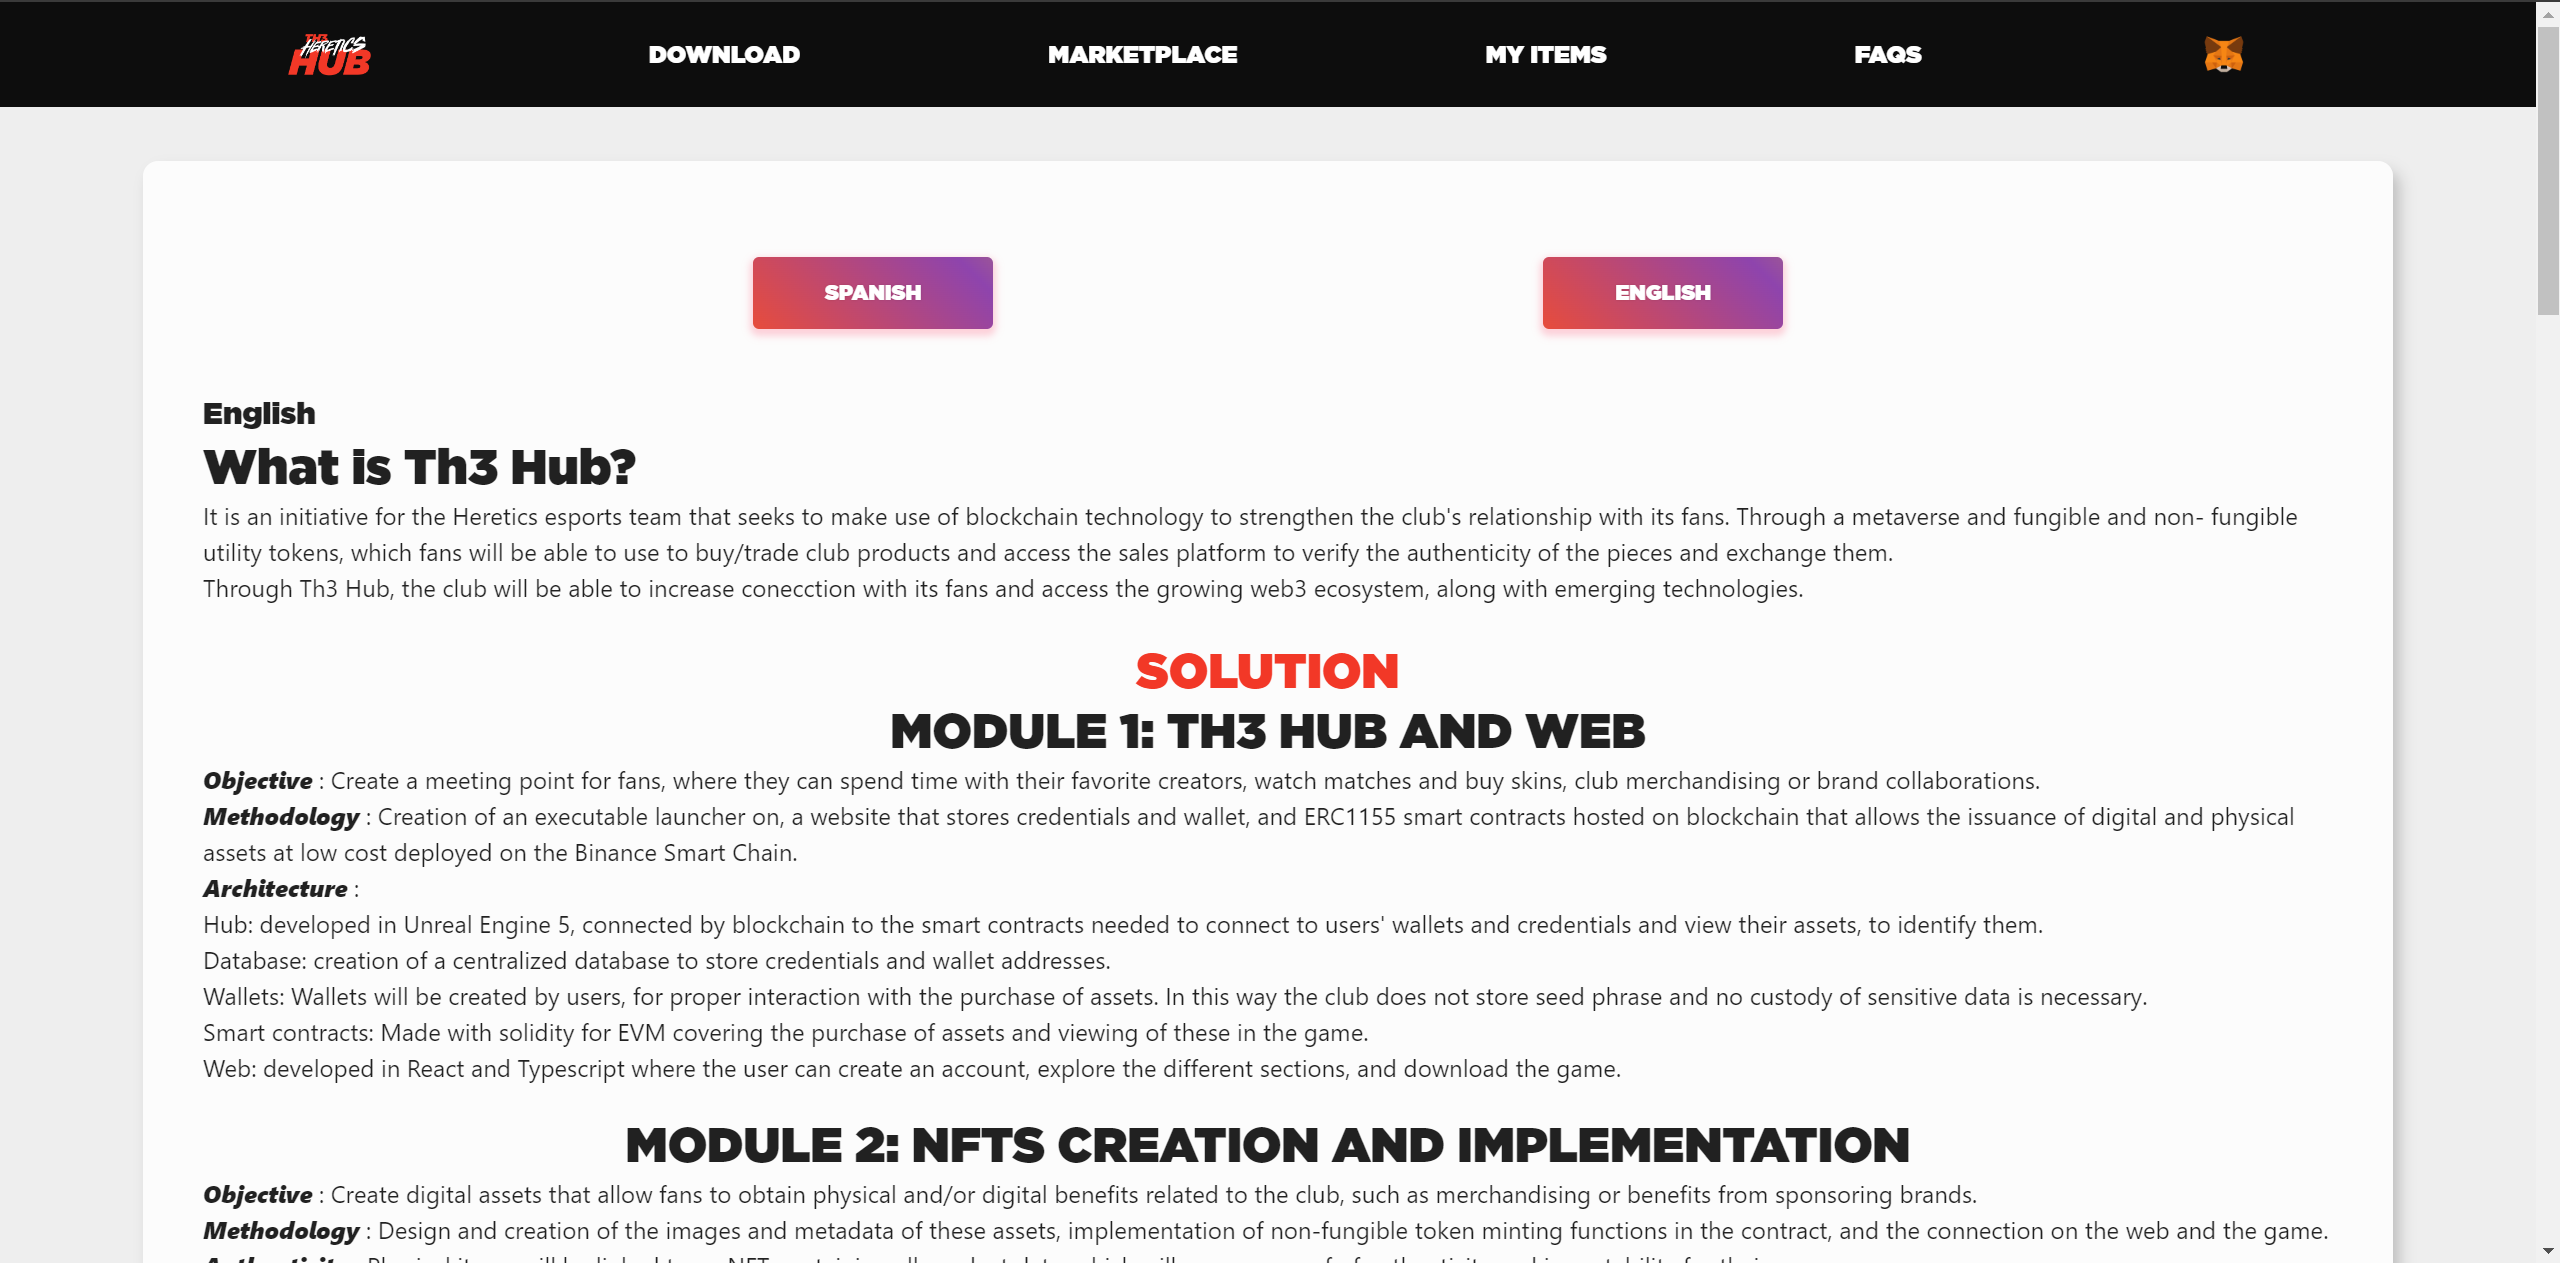 TH3
HERETICS
HUB
DOWNLOAD
MARKETPLACE
MY ITEMS
FAQS
SPANISH
ENGLISH
English
What is Th3 Hub?
It is an initiative for the Heretics esports team that seeks to make use of blockchain technology to strengthen the club's relationship with its fans. Through a metaverse and fungible and non- fungible
utility tokens, which fans will be able to use to buy/trade club products and access the sales platform to verify the authenticity of the pieces and exchange them.
Through Th3 Hub, the club will be able to increase conecction with its fans and access the growing web3 ecosystem, along with emerging technologies.
SOLUTION
MODULE 1: TH3 HUB AND WEB
Objective : Create a meeting point for fans, where they can spend time with their favorite creators, watch matches and buy skins, club merchandising or brand collaborations.
Methodology : Creation of an executable launcher on, a website that stores credentials and wallet, and ERC1155 smart contracts hosted on blockchain that allows the issuance of digital and physical
assets at low cost deployed on the Binance Smart Chain.
Architecture :
Hub: developed in Unreal Engine 5, connected by blockchain to the smart contracts needed to connect to users' wallets and credentials and view their assets, to identify them.
Database: creation of a centralized database to store credentials and wallet addresses.
Wallets: Wallets will be created by users, for proper interaction with the purchase of assets. In this way the club does not store seed phrase and no custody of sensitive data is necessary.
Smart contracts: Made with solidity for EVM covering the purchase of assets and viewing of these in the game.
Web: developed in React and Typescript where the user can create an account, explore the different sections, and download the game.
MODULE 2: NFTS CREATION AND IMPLEMENTATION
Objective : Create digital assets that allow fans to obtain physical and/or digital benefits related to the club, such as merchandising or benefits from sponsoring brands.
Methodology : Design and creation of the images and metadata of these assets, implementation of non-fungible token minting functions in the contract, and the connection on the web and the game.